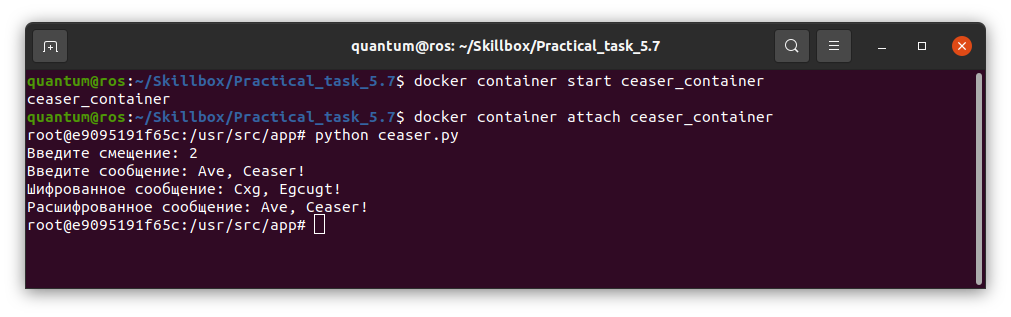 quantum@ros: ~/Skillbox/Practical_task_5.7
quantum@ros:~/Skillbox/Practical_task_5.7$ docker container start ceaser_container
ceaser_container
quantum@ros:~/Skillbox/Practical_task_5.7$ docker container attach ceaser_container
root@e9095191f65c:/usr/src/app# python ceaser.py
Введите смещение: 2
Введите сообщение: Ave, Ceaser!
Шифрованное сообщение: Cxg, Egcugt!
Расшифрованное сообщение: Ave, Ceaser!
root@e9095191f65c:/usr/src/app#